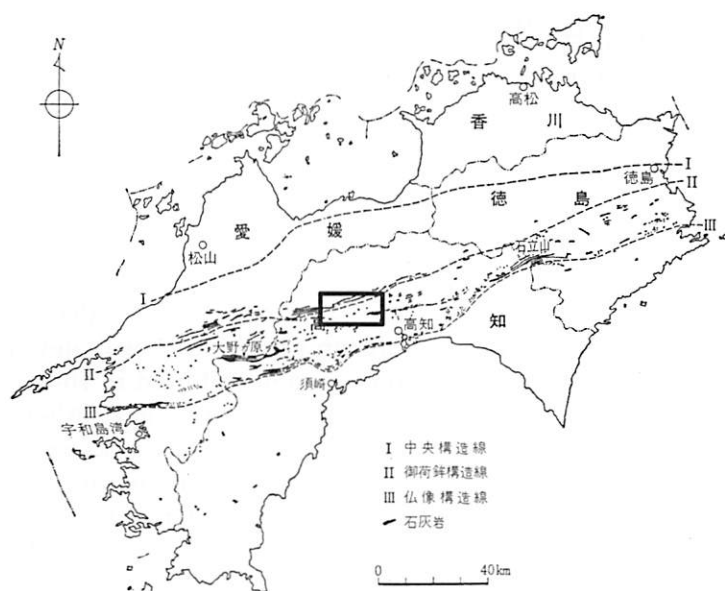 N
高松
香川
I
徳島
II
徳島
III
愛媛
石立山
松山
I
高
高知
知
大野ヶ原
II
須崎
III
宇和島湾
I 中央構造線
II 御荷鉾構造線
III 仏像構造線
石灰岩
0 40km